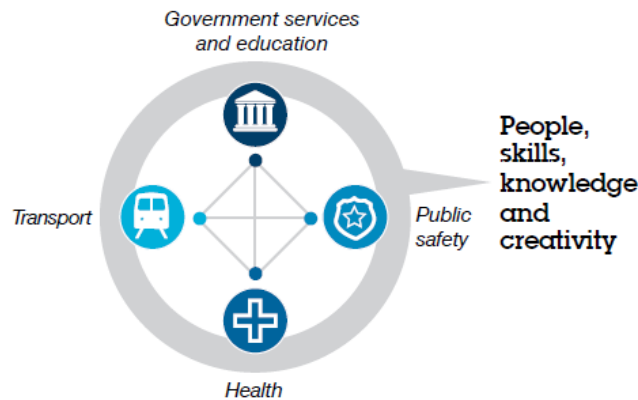 Government services
and education
Transport
Public
safety
Health
People,
skills,
knowledge
and
creativity